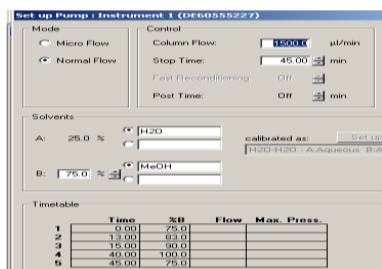 Set up Pump : Instrument 1 (DE60555227)
Mode
Micro Flow
Normal Flow
Control
Column Flow: 1500.0 µl/min
Stop Time: 45.00 min
Fast Reconditioning: Off
Post Time: Off min
Solvents
A: 25.0 % H2O
calibrated as: Set up
H2O-H2O - A:Aqueous B:A
B: 75.0 % MeOH
Timetable
Time %B Flow Max. Press.
1 0.00 75.0
2 13.00 83.0
3 15.00 90.0
4 40.00 100.0
5 45.00 75.0